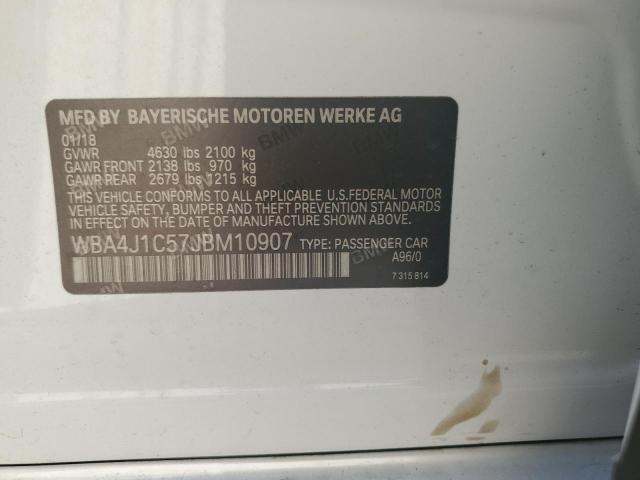 MFD BY BAYERISCHE MOTOREN WERKE AG
01/18
GVWR 4630 lbs 2100 kg
GAWR FRONT 2138 lbs 970 kg
GAWR REAR 2679 lbs 1215 kg
THIS VEHICLE CONFORMS TO ALL APPLICABLE U.S.FEDERAL MOTOR
VEHICLE SAFETY, BUMPER, AND THEFT PREVENTION
STANDARDS IN EFFECT ON THE DATE OF MANUFACTURE SHOWN ABOVE.
WBA4J1C57JBM10907 TYPE: PASSENGER CAR
A96/0
7 315 814